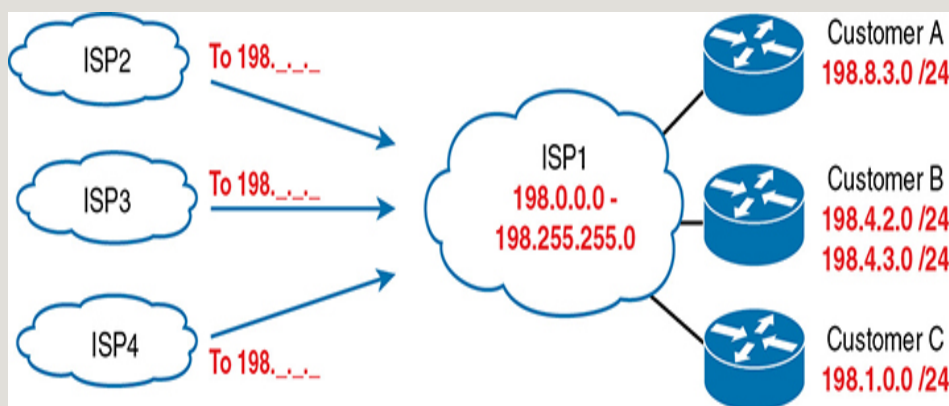 ISP2
To 198._._._
ISP3
To 198._._._
ISP4
To 198._._._
ISP1
198.0.0.0 -
198.255.255.0
Customer A
198.8.3.0 /24
Customer B
198.4.2.0 /24
198.4.3.0 /24
Customer C
198.1.0.0 /24